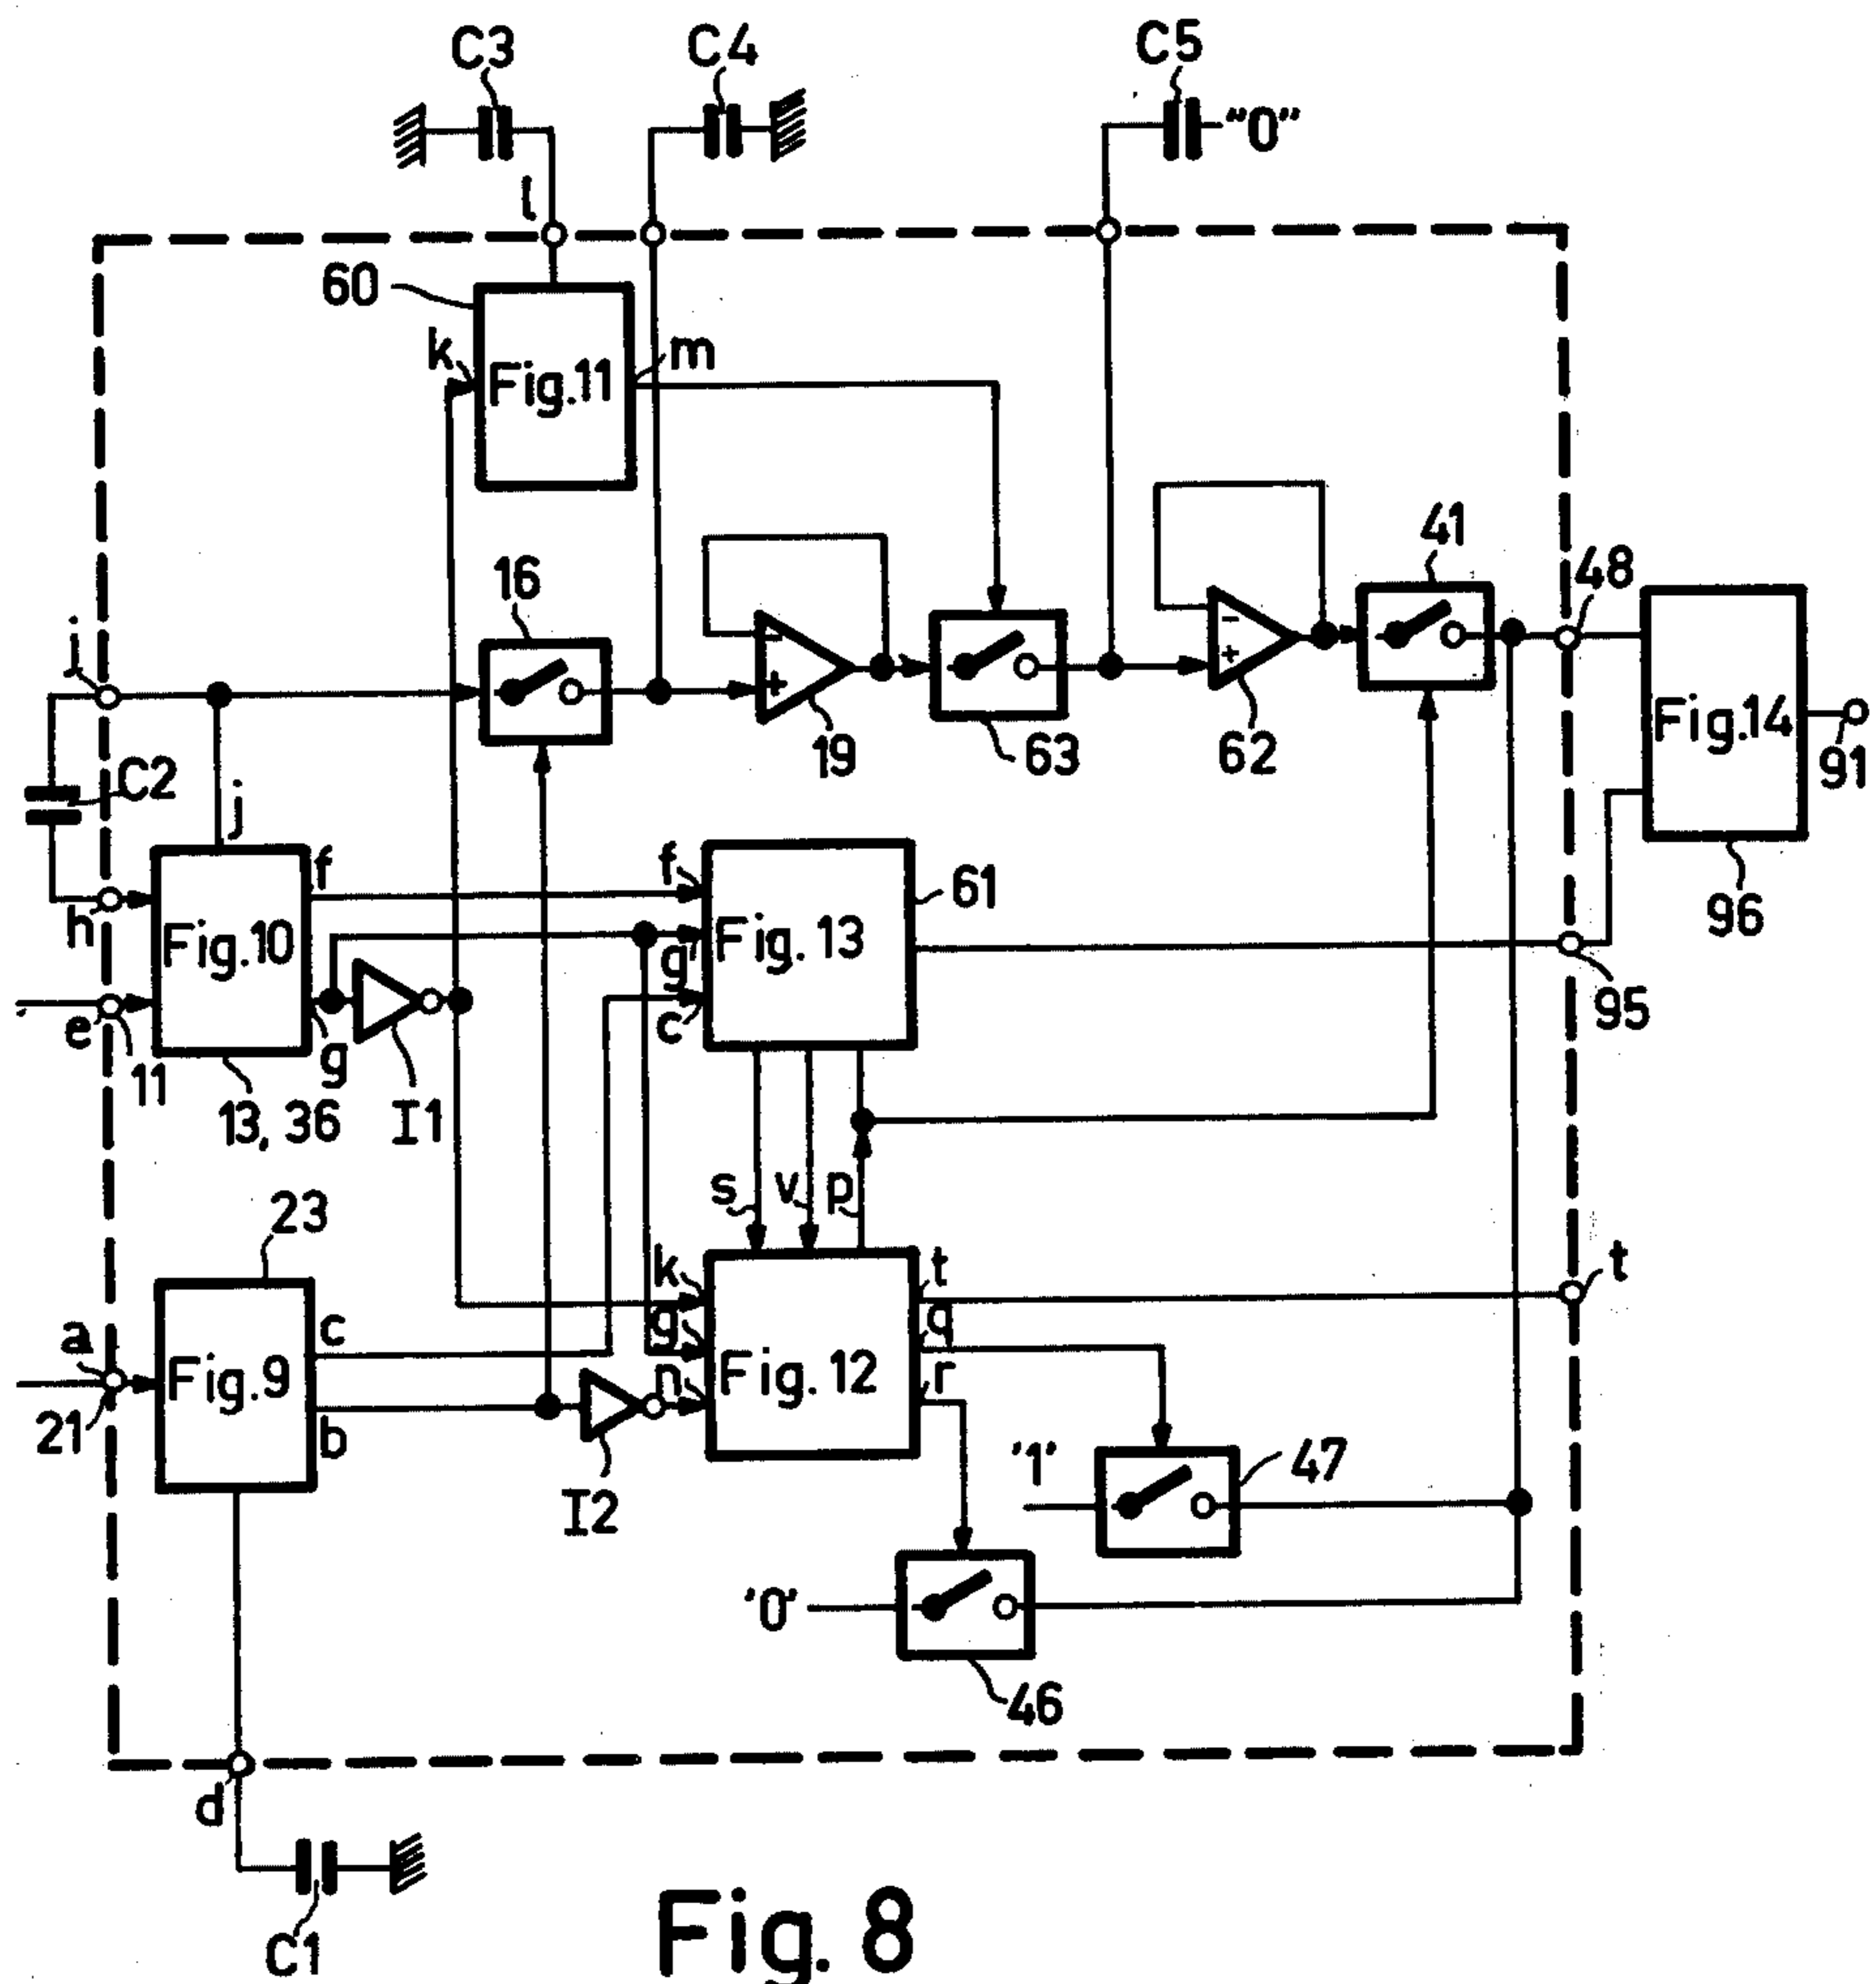 C3
C4
C5
"0"
l
60
k
Fig.11
m
16
41
48
i
19
63
62
Fig.14
91
C2
j
f
f
61
96
h
Fig.10
g
Fig. 13
e
c
95
11
g
13, 36
I1
s
v
p
23
k
t
t
a
c
g
q
Fig.9
n
Fig. 12
r
21
b
'1'
47
I2
'0'
46
d
C1
Fig. 8